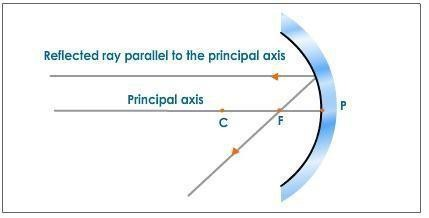 Reflected ray parallel to the principal axis
Principal axis
P
C
F